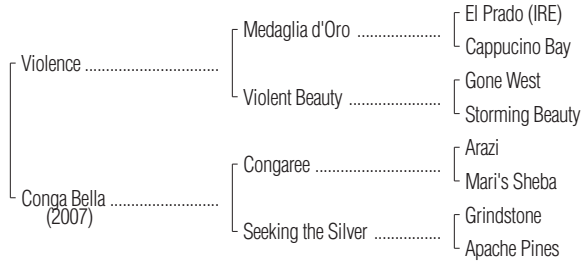 El Prado (IRE)
Medaglia d'Oro ....................
Cappucino Bay
Violence ................................
Gone West
Violent Beauty ......................
Storming Beauty
Arazi
Congaree ..............................
Mari's Sheba
Conga Bella ..........................
(2007)
Grindstone
Seeking the Silver ................
Apache Pines